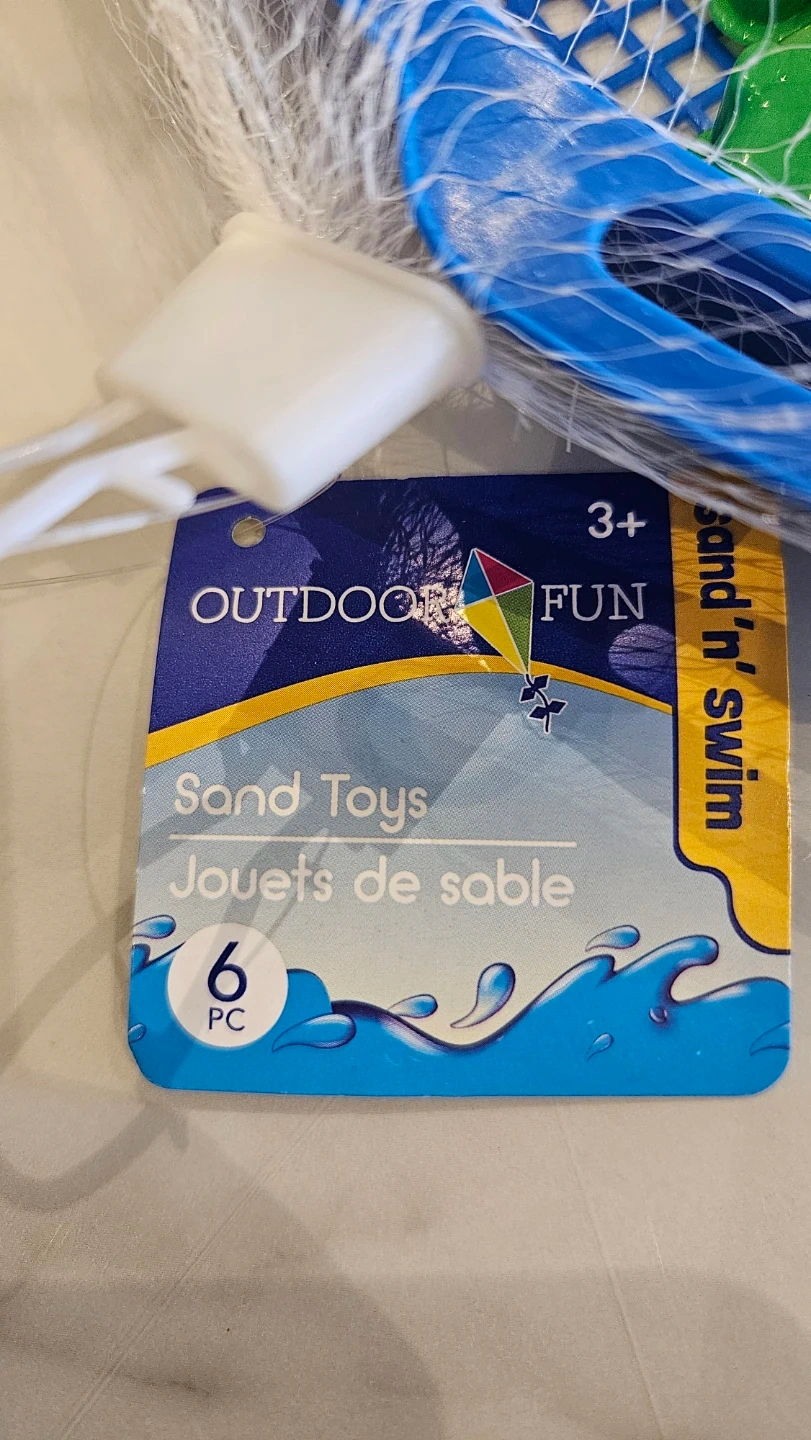 3+
OUTDOOR FUN
sand 'n' swim
Sand Toys
Jouets de sable
6
PC